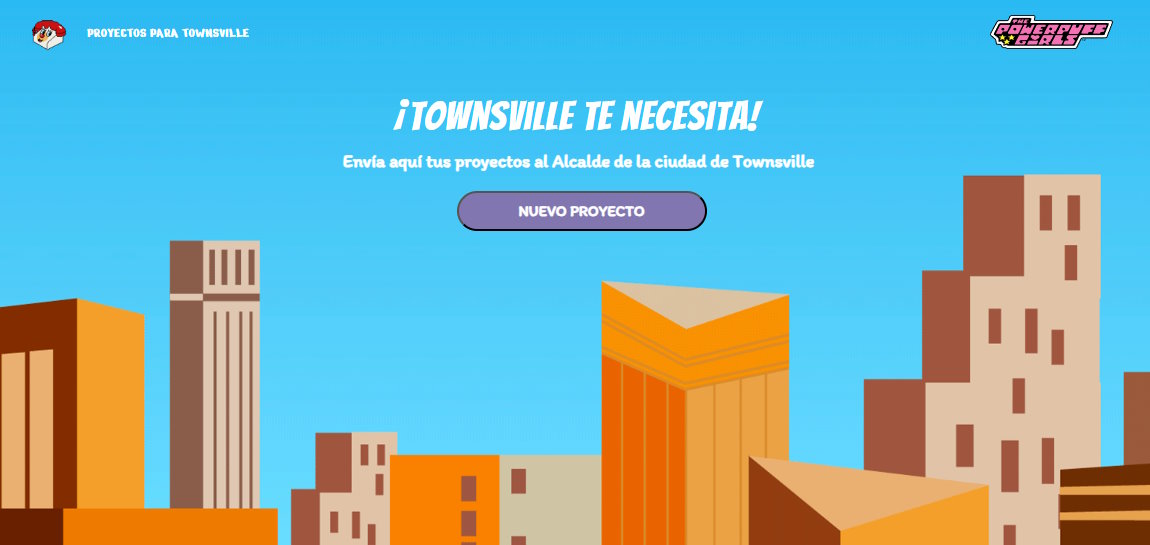 PROYECTOS PARA TOWNSVILLE
THE
POWERPUFF
GIRLS
¡TOWNSVILLE TE NECESITA!
Envía aquí tus proyectos al Alcalde de la ciudad de Townsville
NUEVO PROYECTO